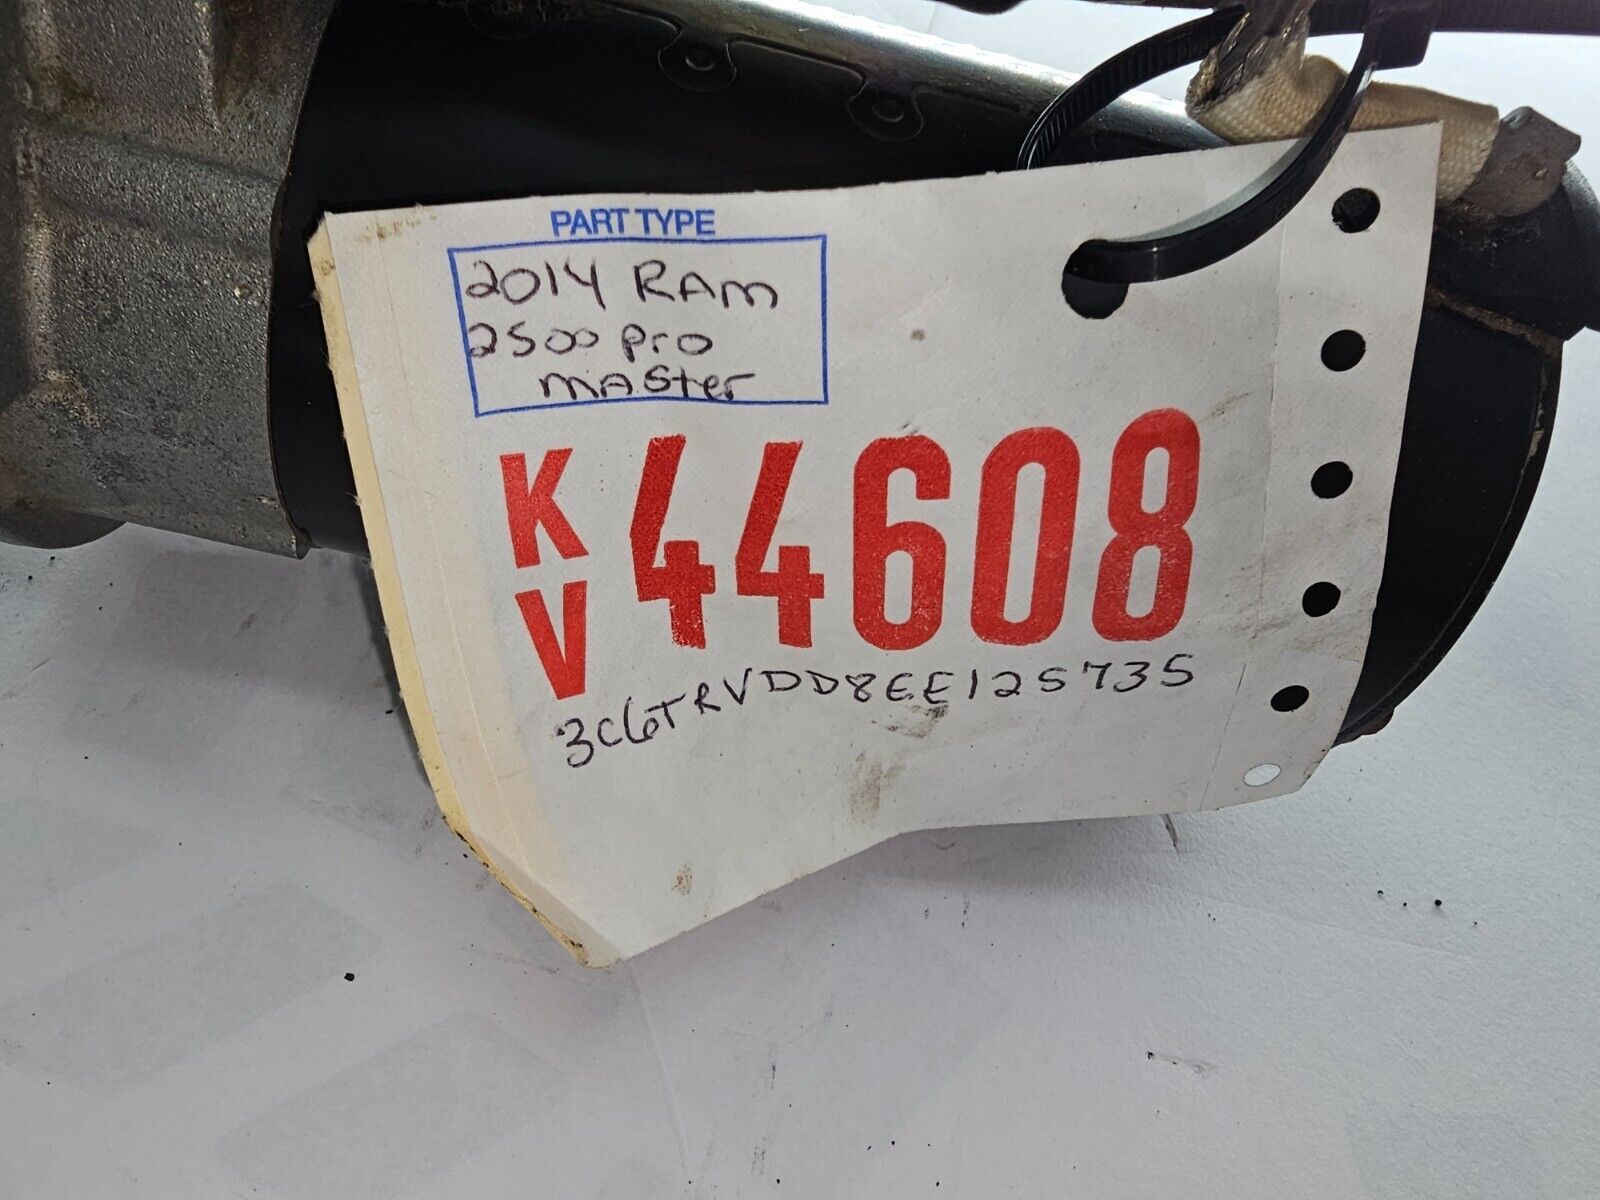 PART TYPE
2014 RAM
2500 Pro
MASter
KV 44608
3C6TRVDD8EE125735